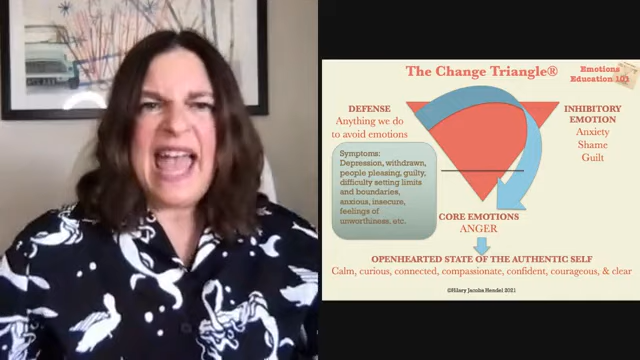 The Change Triangle®
Emotions
Education 101
DEFENSE
Anything we do
to avoid emotions
INHIBITORY
EMOTION
Anxiety
Shame
Guilt
Symptoms:
Depression, withdrawn,
people pleasing, guilty,
difficulty setting limits
and boundaries,
anxious, insecure,
feelings of
unworthiness, etc.
CORE EMOTIONS
ANGER
OPENHEARTED STATE OF THE AUTHENTIC SELF
Calm, curious, connected, compassionate, confident, courageous, & clear
©Hilary Jacobs Hendel 2021